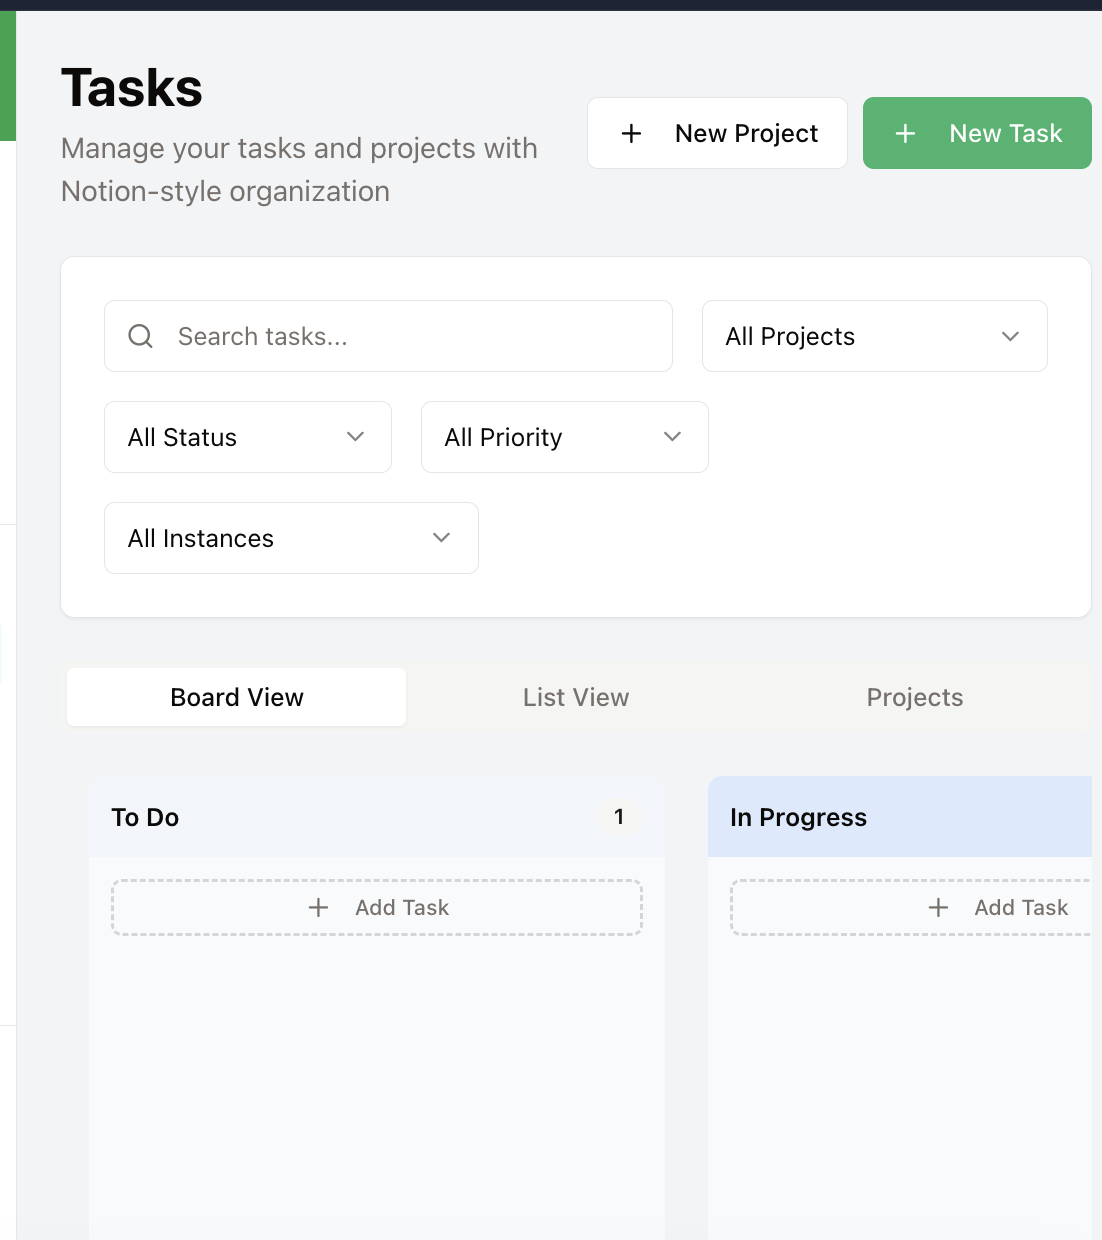 Tasks
Manage your tasks and projects with
Notion-style organization
New Project
New Task
Search tasks...
All Projects
All Status
All Priority
All Instances
Board View
List View
Projects
To Do
1
In Progress
Add Task
Add Task